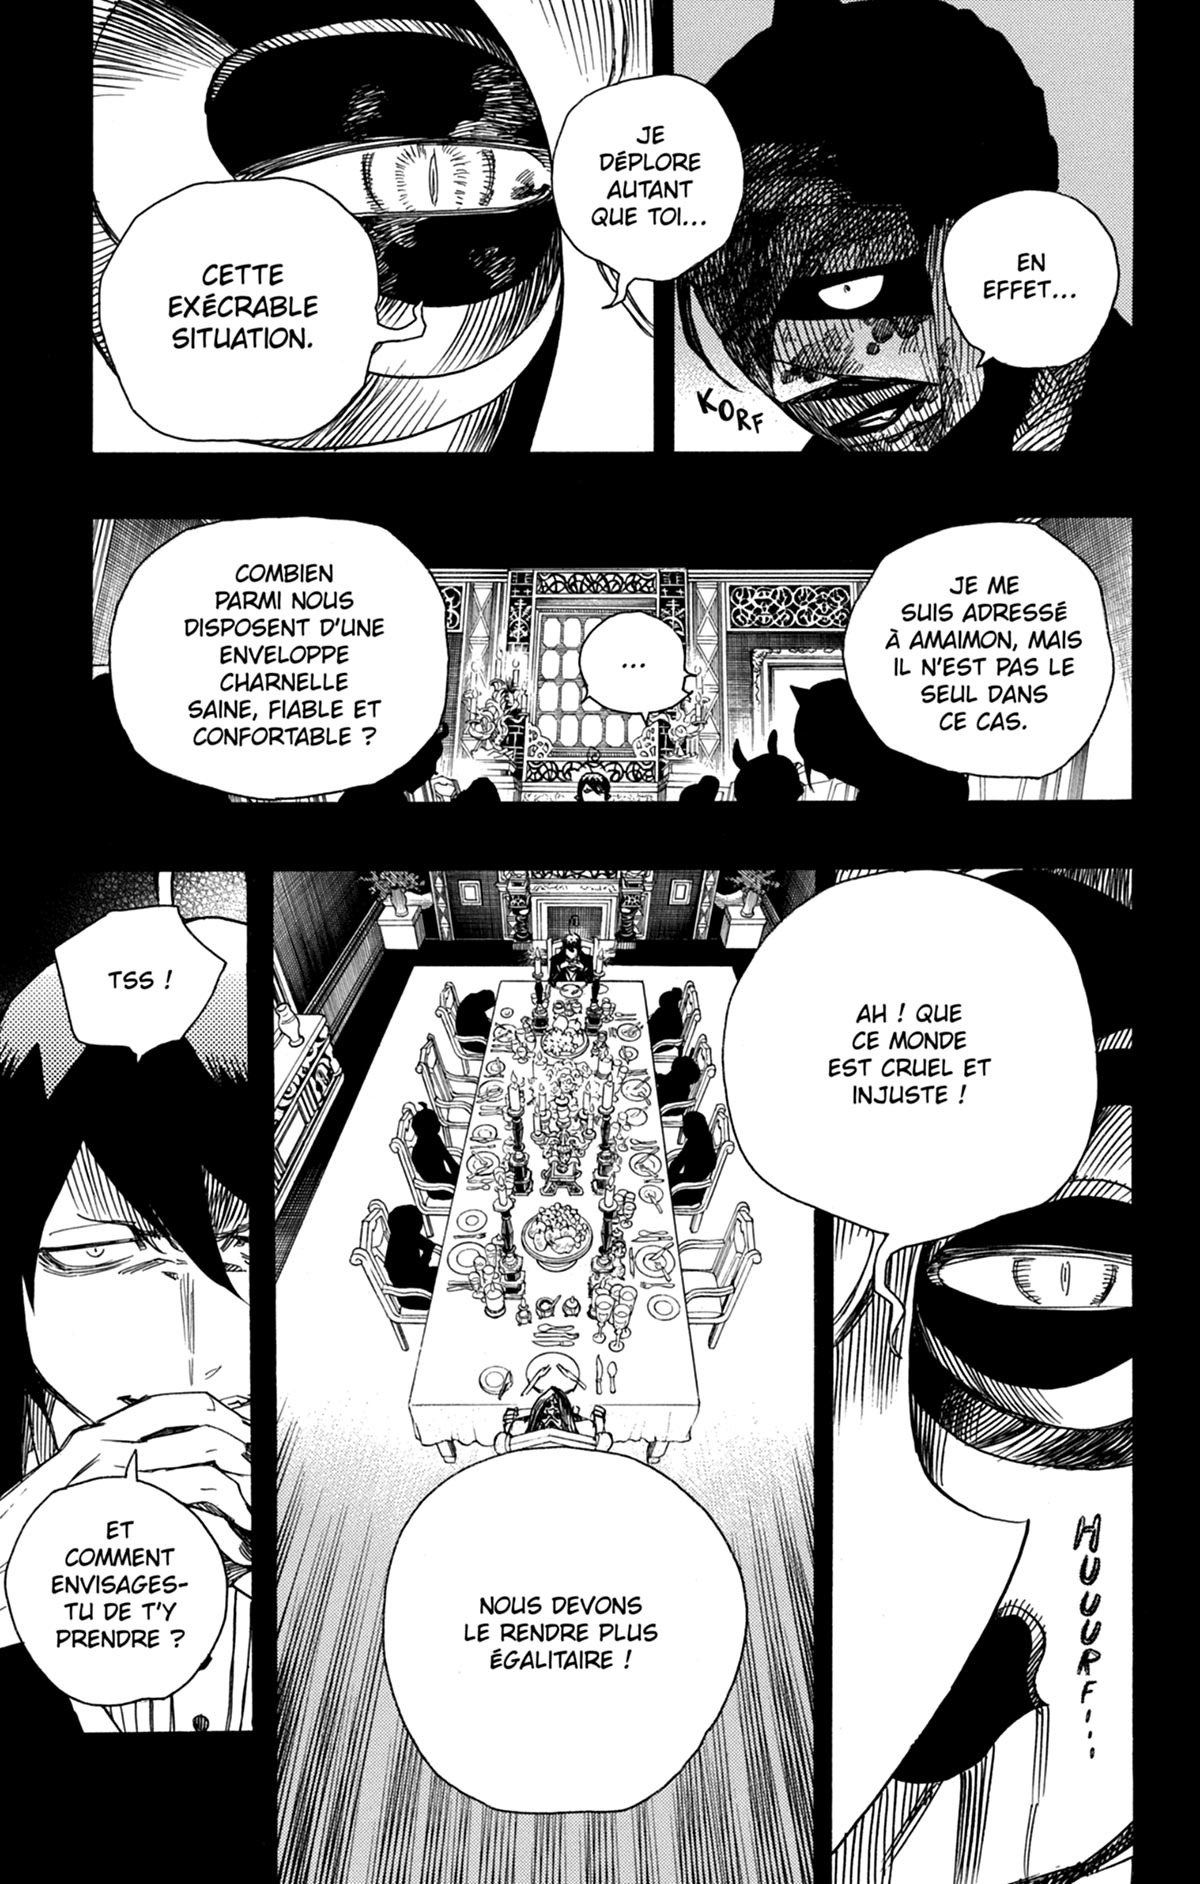 EN
EFFET...
KORF
JE
DÉPLORE
AUTANT
QUE TOI...
CETTE
EXÉCRABLE
SITUATION.
JE ME
SUIS ADRESSÉ
À AMAIMON, MAIS
IL N'EST PAS LE
SEUL DANS
CE CAS.
...
COMBIEN
PARMI NOUS
DISPOSENT D'UNE
ENVELOPPE
CHARNELLE
SAINE, FIABLE ET
CONFORTABLE ?
AH ! QUE
CE MONDE
EST CRUEL ET
INJUSTE !
HUUURF...
NOUS DEVONS
LE RENDRE PLUS
ÉGALITAIRE !
TSS !
ET
COMMENT
ENVISAGES-
TU DE T'Y
PRENDRE ?